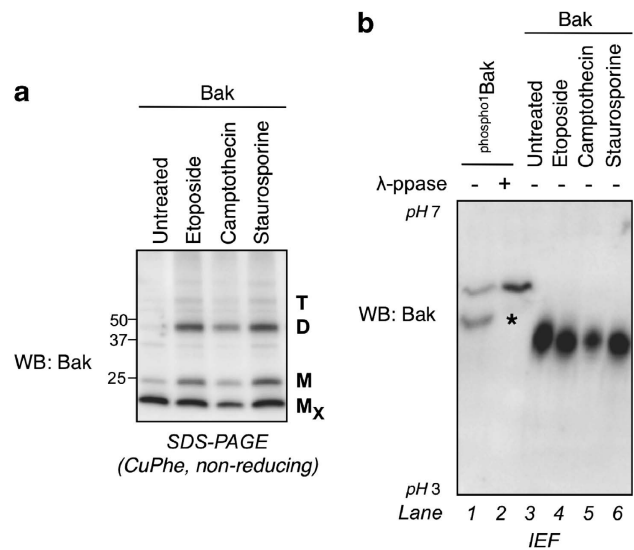 a
Bak
Untreated
Etoposide
Camptothecin
Staurosporine
50
37
25
T
D
M
MX
WB: Bak
SDS-PAGE
(CuPhe, non-reducing)
b
Bak
phospho1Bak
Untreated
Etoposide
Camptothecin
Staurosporine
λ-ppase - + - - - -
pH 7
WB: Bak
*
pH 3
Lane 1 2 3 4 5 6
IEF